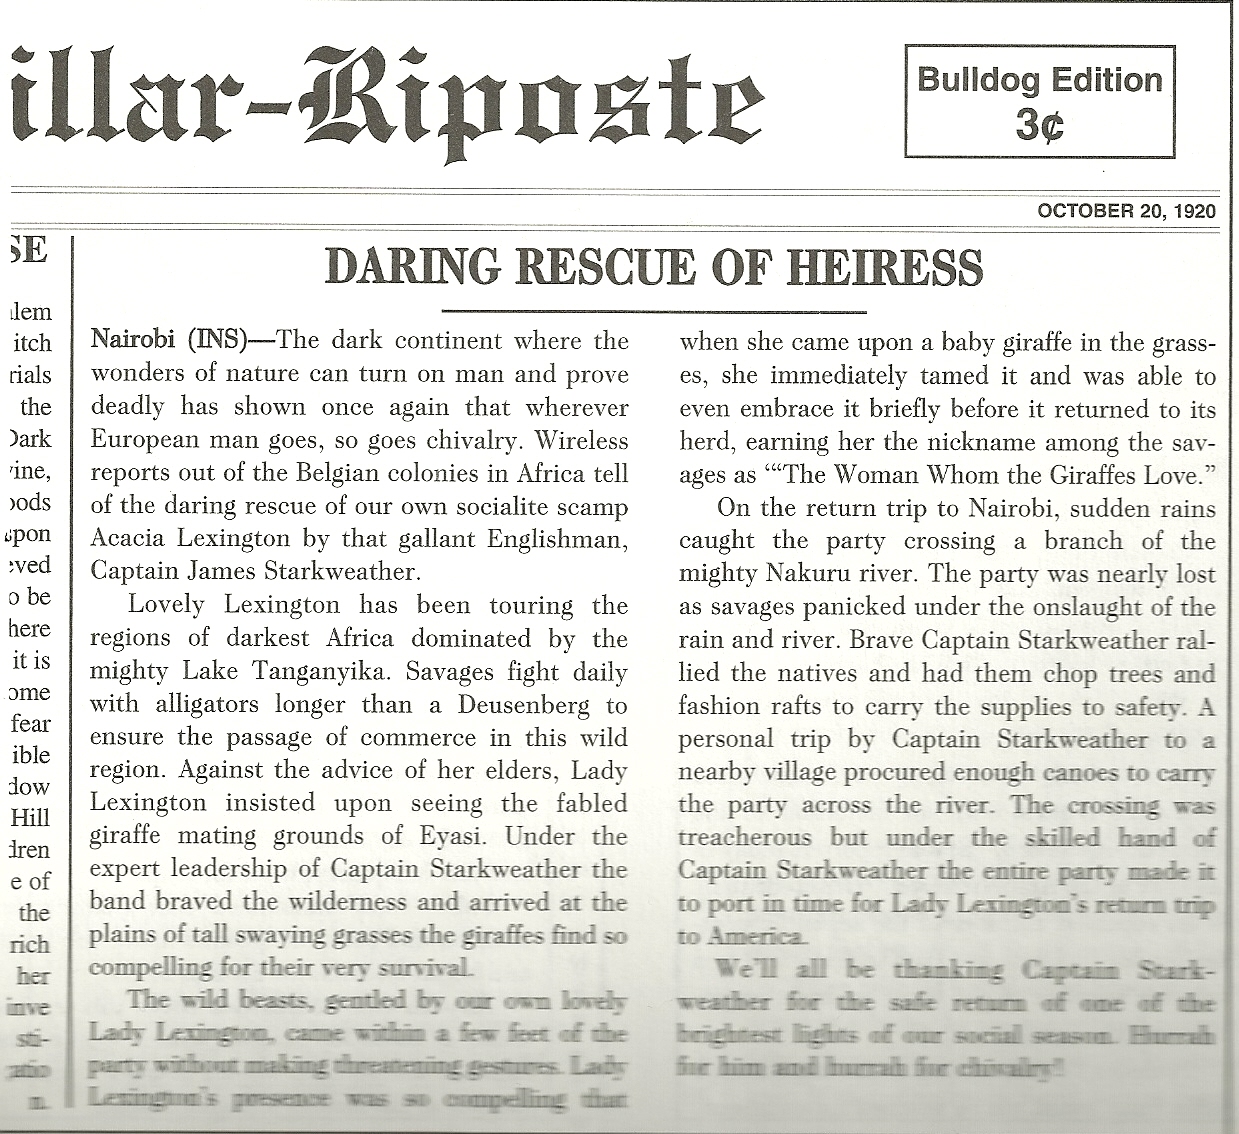 illar-Riposte
Bulldog Edition
3¢
OCTOBER 20, 1920
SE
lem
itch
rials
the
Dark
ine,
oods
upon
eved
o be
here
it is
ome
fear
ible
dow
Hill
dren
e of
the
rich
her
inve
sti-
atio
n.
DARING RESCUE OF HEIRESS
Nairobi (INS)—The dark continent where the
wonders of nature can turn on man and prove
deadly has shown once again that wherever
European man goes, so goes chivalry. Wireless
reports out of the Belgian colonies in Africa tell
of the daring rescue of our own socialite scamp
Acacia Lexington by that gallant Englishman,
Captain James Starkweather.
Lovely Lexington has been touring the
regions of darkest Africa dominated by the
mighty Lake Tanganyika. Savages fight daily
with alligators longer than a Deusenberg to
ensure the passage of commerce in this wild
region. Against the advice of her elders, Lady
Lexington insisted upon seeing the fabled
giraffe mating grounds of Eyasi. Under the
expert leadership of Captain Starkweather the
band braved the wilderness and arrived at the
plains of tall swaying grasses the giraffes find so
compelling for their very survival.
The wild beasts, gentled by our own lovely
Lady Lexington, came within a few feet of the
party without making threatening gestures. Lady
Lexington's presence was so compelling that
when she came upon a baby giraffe in the grass-
es, she immediately tamed it and was able to
even embrace it briefly before it returned to its
herd, earning her the nickname among the sav-
ages as “‘“The Woman Whom the Giraffes Love.”
On the return trip to Nairobi, sudden rains
caught the party crossing a branch of the
mighty Nakuru river. The party was nearly lost
as savages panicked under the onslaught of the
rain and river. Brave Captain Starkweather ral-
lied the natives and had them chop trees and
fashion rafts to carry the supplies to safety. A
personal trip by Captain Starkweather to a
nearby village procured enough canoes to carry
the party across the river. The crossing was
treacherous but under the skilled hand of
Captain Starkweather the entire party made it
to port in time for Lady Lexington's return trip
to America.
We'll all be thanking Captain Stark-
weather for the safe return of one of the
brightest lights of our social season. Hurrah
for him and hurrah for chivalry!